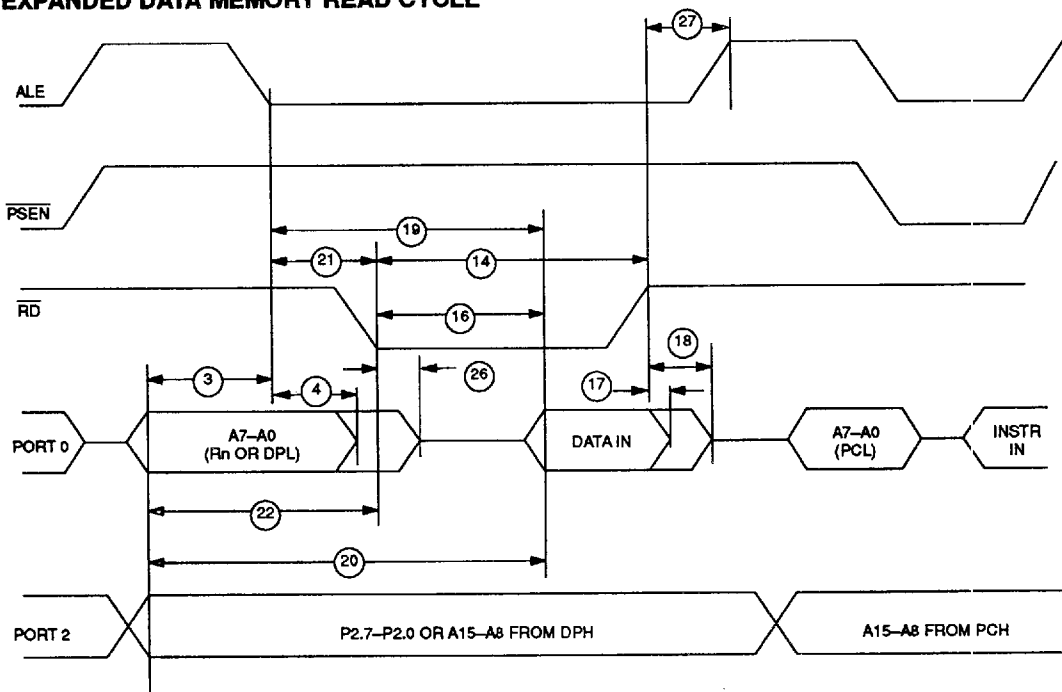 EXPANDED DATA MEMORY READ CYCLE
27
ALE
PSEN
19
21
14
RD
16
18
3
4
26
17
PORT 0
A7–A0
(Rn OR DPL)
DATA IN
A7–A0
(PCL)
INSTR
IN
22
20
PORT 2
P2.7–P2.0 OR A15–A8 FROM DPH
A15–A8 FROM PCH